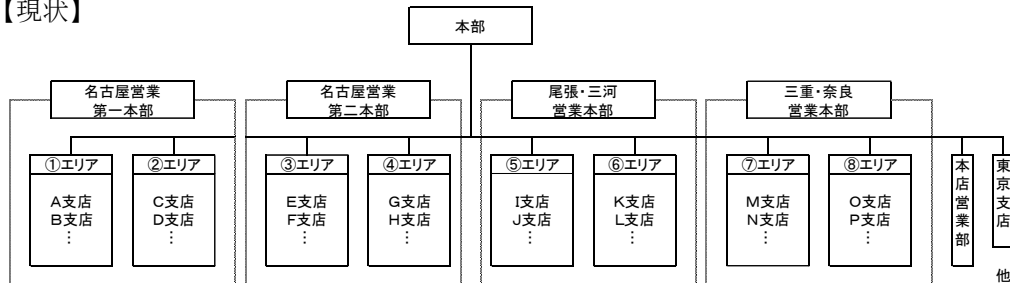 【現状】
本部
名古屋営業
第一本部
名古屋営業
第二本部
尾張・三河
営業本部
三重・奈良
営業本部
①エリア
A支店
B支店
⋮
②エリア
C支店
D支店
⋮
③エリア
E支店
F支店
⋮
④エリア
G支店
H支店
⋮
⑤エリア
I支店
J支店
⋮
⑥エリア
K支店
L支店
⋮
⑦エリア
M支店
N支店
⋮
⑧エリア
O支店
P支店
⋮
本店営業部
東京支店
他